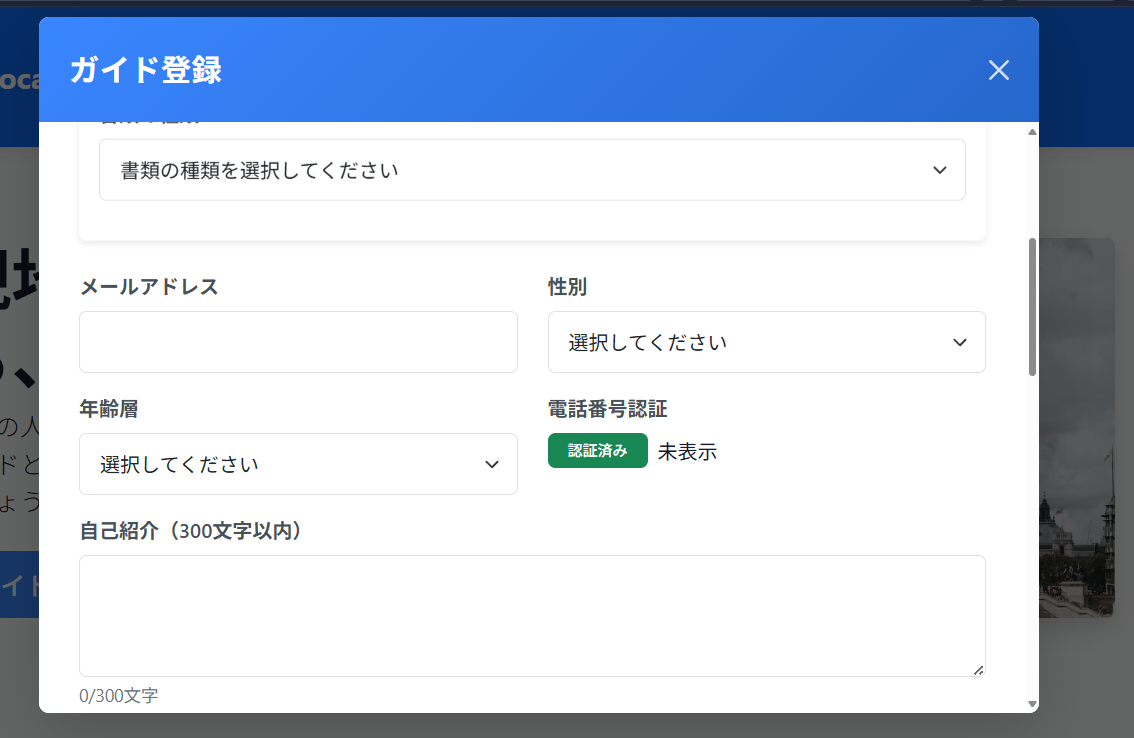 ガイド登録
書類の種類を選択してください
メールアドレス
性別
選択してください
年齢層
電話番号認証
選択してください
認証済み 未表示
自己紹介（300文字以内）
0/300文字